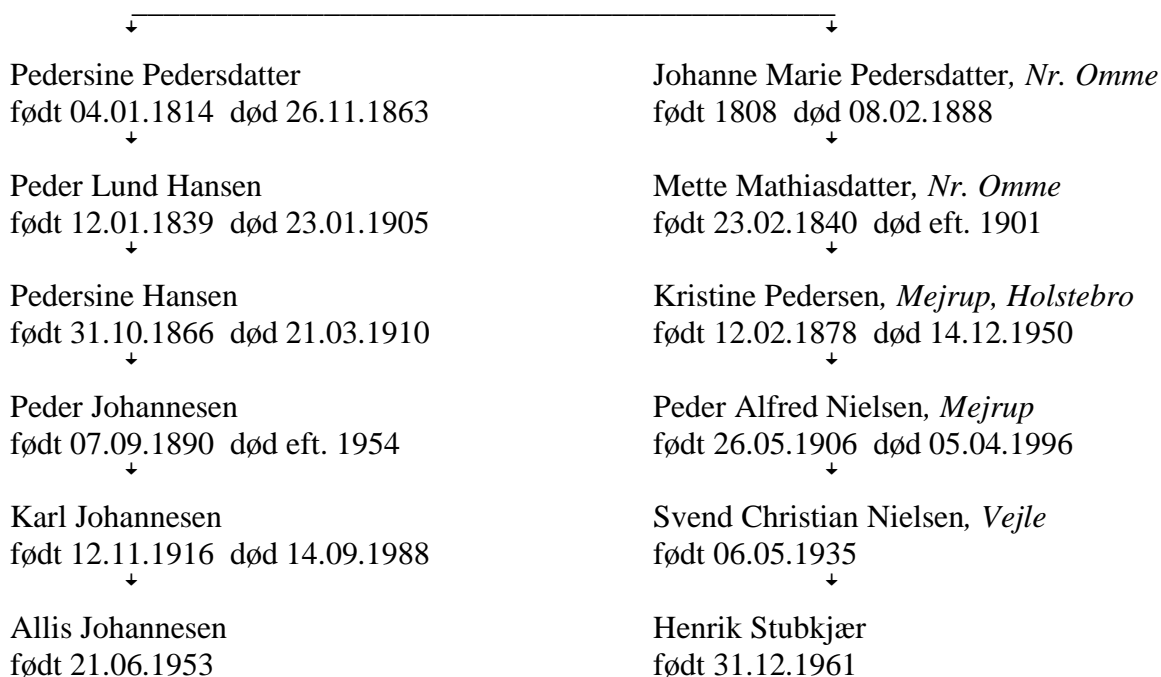 Pedersine Pedersdatter
født 04.01.1814 død 26.11.1863
Johanne Marie Pedersdatter, Nr. Omme
født 1808 død 08.02.1888
Peder Lund Hansen
født 12.01.1839 død 23.01.1905
Mette Mathiasdatter, Nr. Omme
født 23.02.1840 død eft. 1901
Pedersine Hansen
født 31.10.1866 død 21.03.1910
Kristine Pedersen, Mejrup, Holstebro
født 12.02.1878 død 14.12.1950
Peder Johannesen
født 07.09.1890 død eft. 1954
Peder Alfred Nielsen, Mejrup
født 26.05.1906 død 05.04.1996
Karl Johannesen
født 12.11.1916 død 14.09.1988
Svend Christian Nielsen, Vejle
født 06.05.1935
Allis Johannesen
født 21.06.1953
Henrik Stubkjær
født 31.12.1961